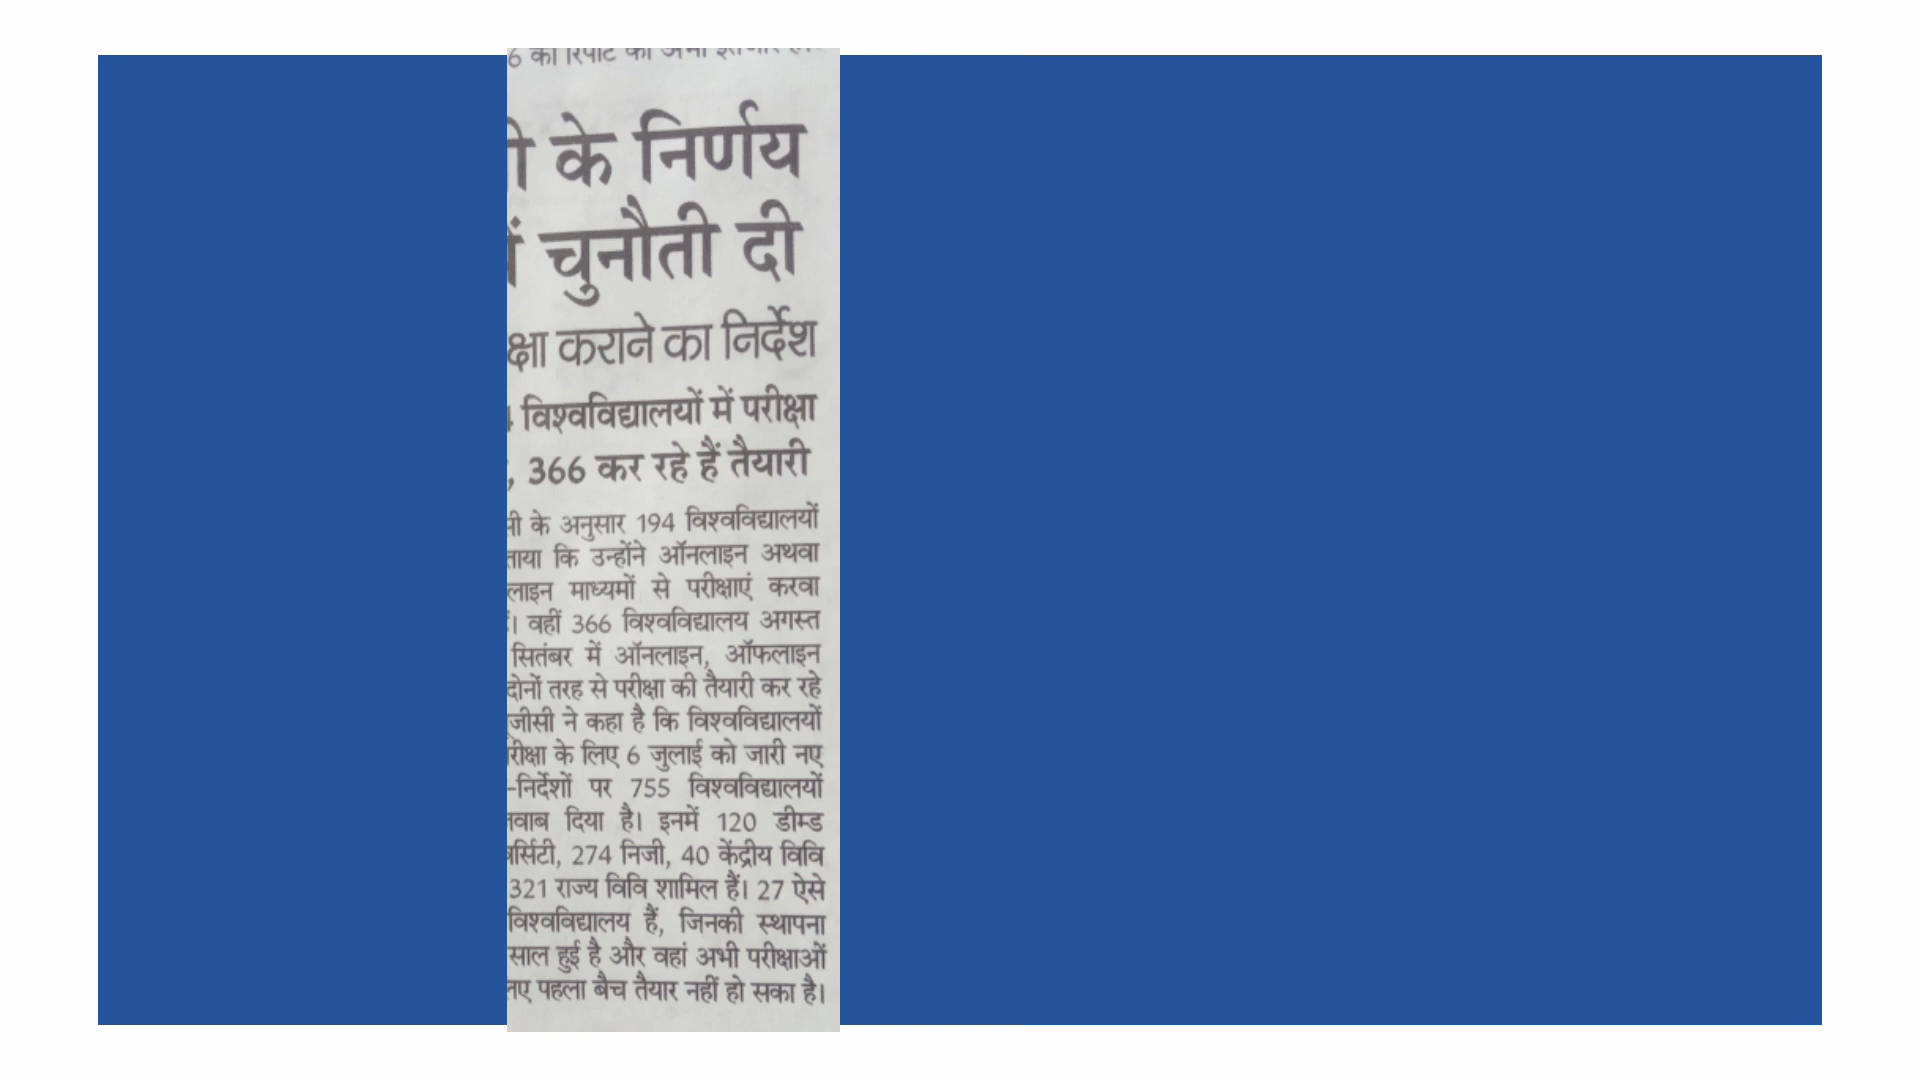 के निर्णय
चुनौती दी
कराने का निर्देश
विश्वविद्यालयों में परीक्षा
, 366 कर रहे हैं तैयारी
के अनुसार 194 विश्वविद्यालयों
कि उन्होंने ऑनलाइन अथवा
लाइन माध्यमों से परीक्षाएं करवा
। वहीं 366 विश्वविद्यालय अगस्त
सितंबर में ऑनलाइन, ऑफलाइन
दोनों तरह से परीक्षा की तैयारी कर रहे
जीसी ने कहा है कि विश्वविद्यालयों
के लिए 6 जुलाई को जारी नए
-निर्देशों पर 755 विश्वविद्यालयों
दिया है। इनमें 120 डीम्ड
274 निजी, 40 केंद्रीय विवि
321 राज्य विवि शामिल हैं। 27 ऐसे
विश्वविद्यालय हैं, जिनकी स्थापना
साल हुई है और वहां अभी परीक्षाओं
पहला बैच तैयार नहीं हो सका है।